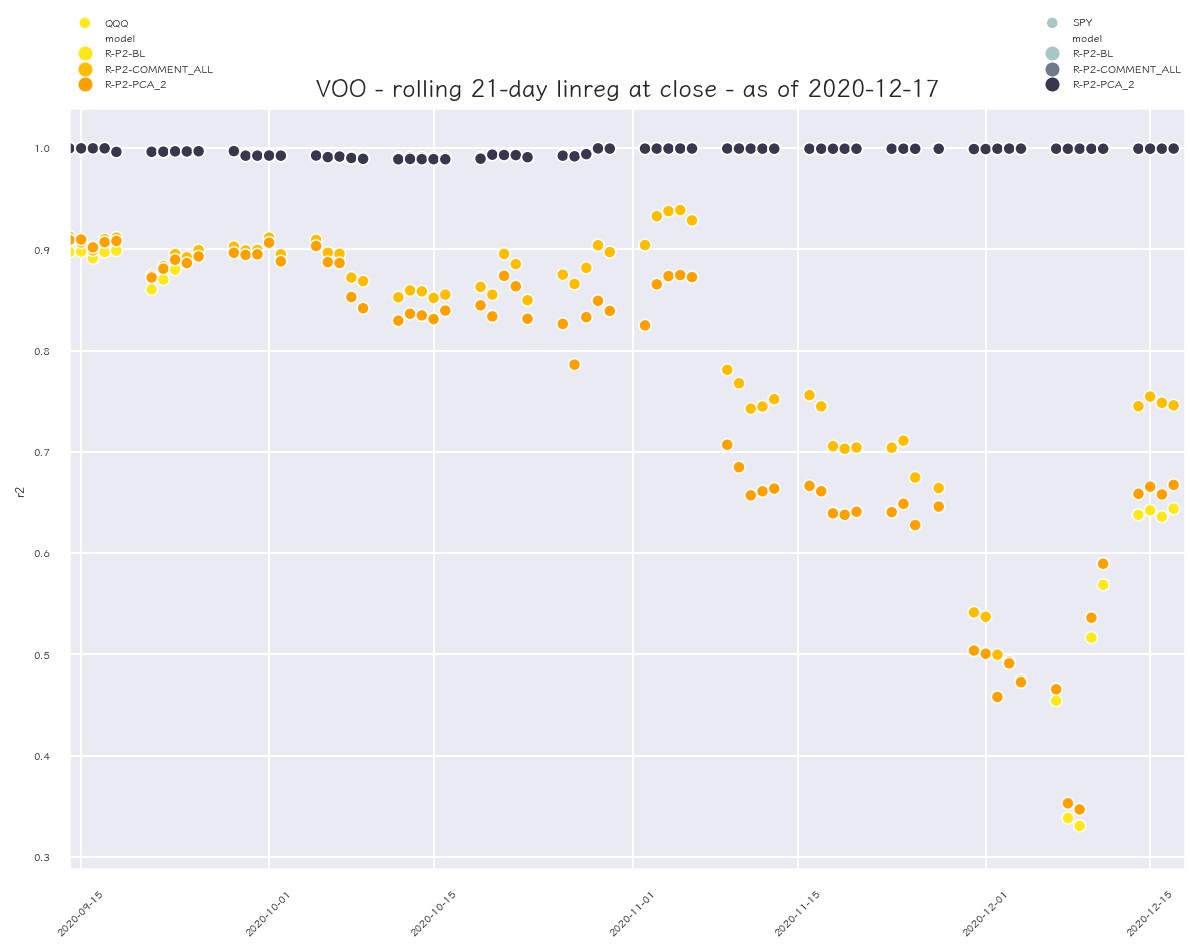 QQQ
model
R-P2-BL
R-P2-COMMENT_ALL
R-P2-PCA_2
SPY
model
R-P2-BL
R-P2-COMMENT_ALL
R-P2-PCA_2
VOO - rolling 21-day linreg at close - as of 2020-12-17
1.0
0.9
0.8
0.7
0.6
0.5
0.4
0.3
r2
2020-09-15
2020-10-01
2020-10-15
2020-11-01
2020-11-15
2020-12-01
2020-12-15